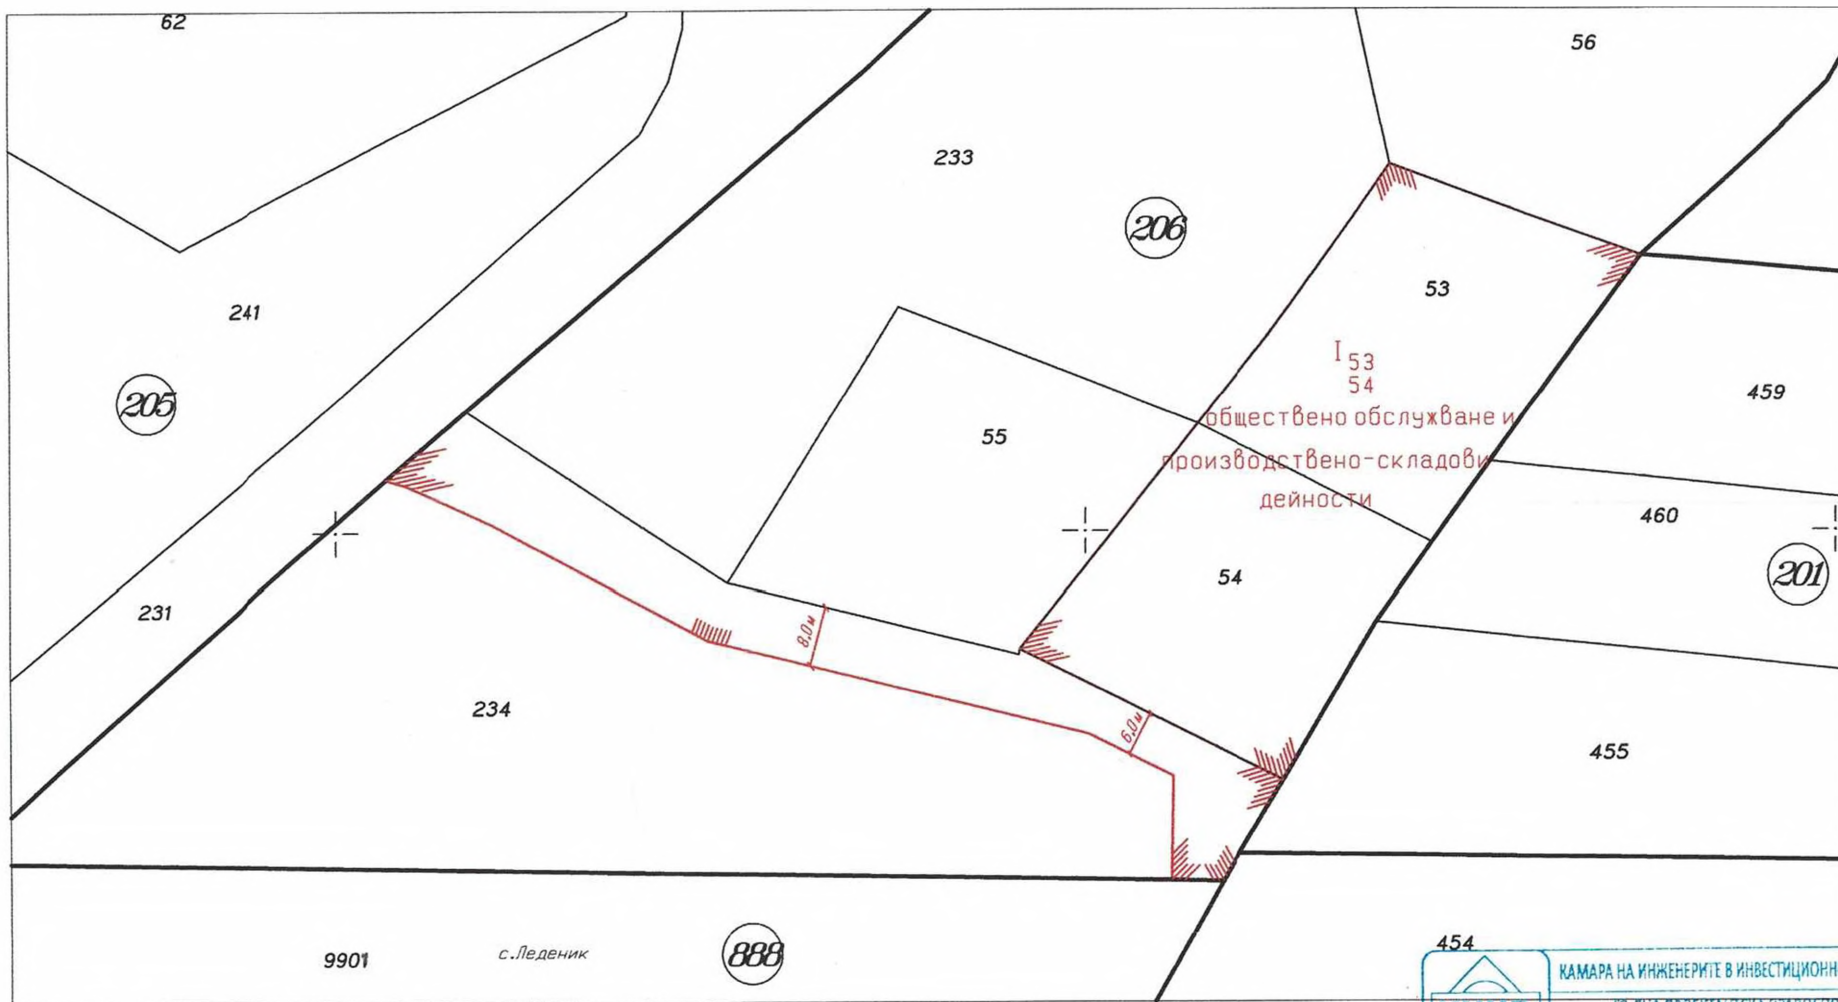 62
56
233
206
53
241
I 53
54
459
205
обществено обслужване и
55
производствено-складови
дейности
460
54
201
231
8,0м
234
6,0м
455
454
9901
с.Леденик
888
КАМАРА НА ИНЖЕНЕРИТЕ В ИНВЕСТИЦИОНН